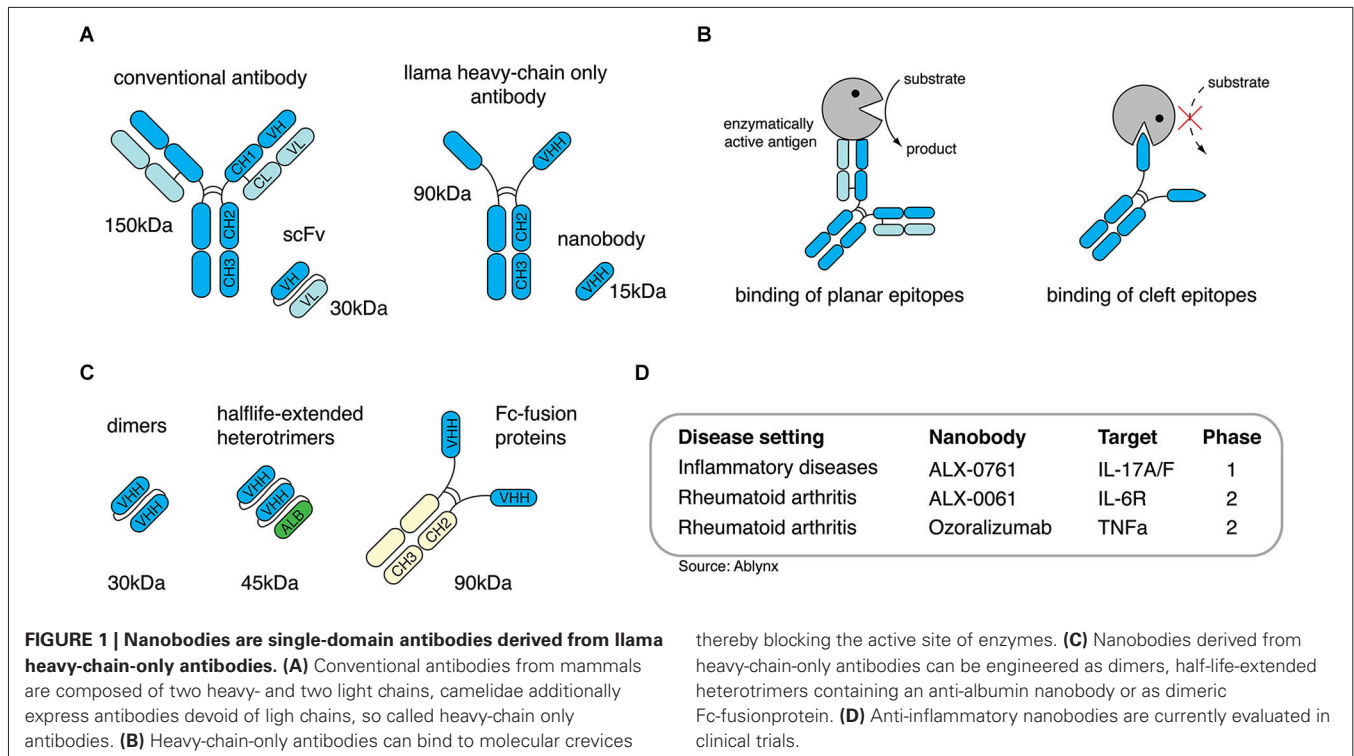 A
conventional antibody
VH
CH1
VL
CL
150kDa
CH2
CH3
scFv
VH
VL
30kDa
llama heavy-chain only
antibody
VHH
90kDa
CH2
CH3
nanobody
VHH
15kDa
B
substrate
enzymatically
active antigen
product
binding of planar epitopes
substrate
binding of cleft epitopes
C
dimers
VHH
VHH
30kDa
halflife-extended
heterotrimers
VHH
VHH
ALB
45kDa
Fc-fusion
proteins
VHH
VHH
CH2
CH3
90kDa
D
Disease setting Nanobody Target Phase
Inflammatory diseases ALX-0761 IL-17A/F 1
Rheumatoid arthritis ALX-0061 IL-6R 2
Rheumatoid arthritis Ozoralizumab TNFa 2
Source: Ablynx
FIGURE 1 | Nanobodies are single-domain antibodies derived from llama
heavy-chain-only antibodies. (A) Conventional antibodies from mammals
are composed of two heavy- and two light chains, camelidae additionally
express antibodies devoid of ligh chains, so called heavy-chain only
antibodies. (B) Heavy-chain-only antibodies can bind to molecular crevices
thereby blocking the active site of enzymes. (C) Nanobodies derived from
heavy-chain-only antibodies can be engineered as dimers, half-life-extended
heterotrimers containing an anti-albumin nanobody or as dimeric
Fc-fusionprotein. (D) Anti-inflammatory nanobodies are currently evaluated in
clinical trials.